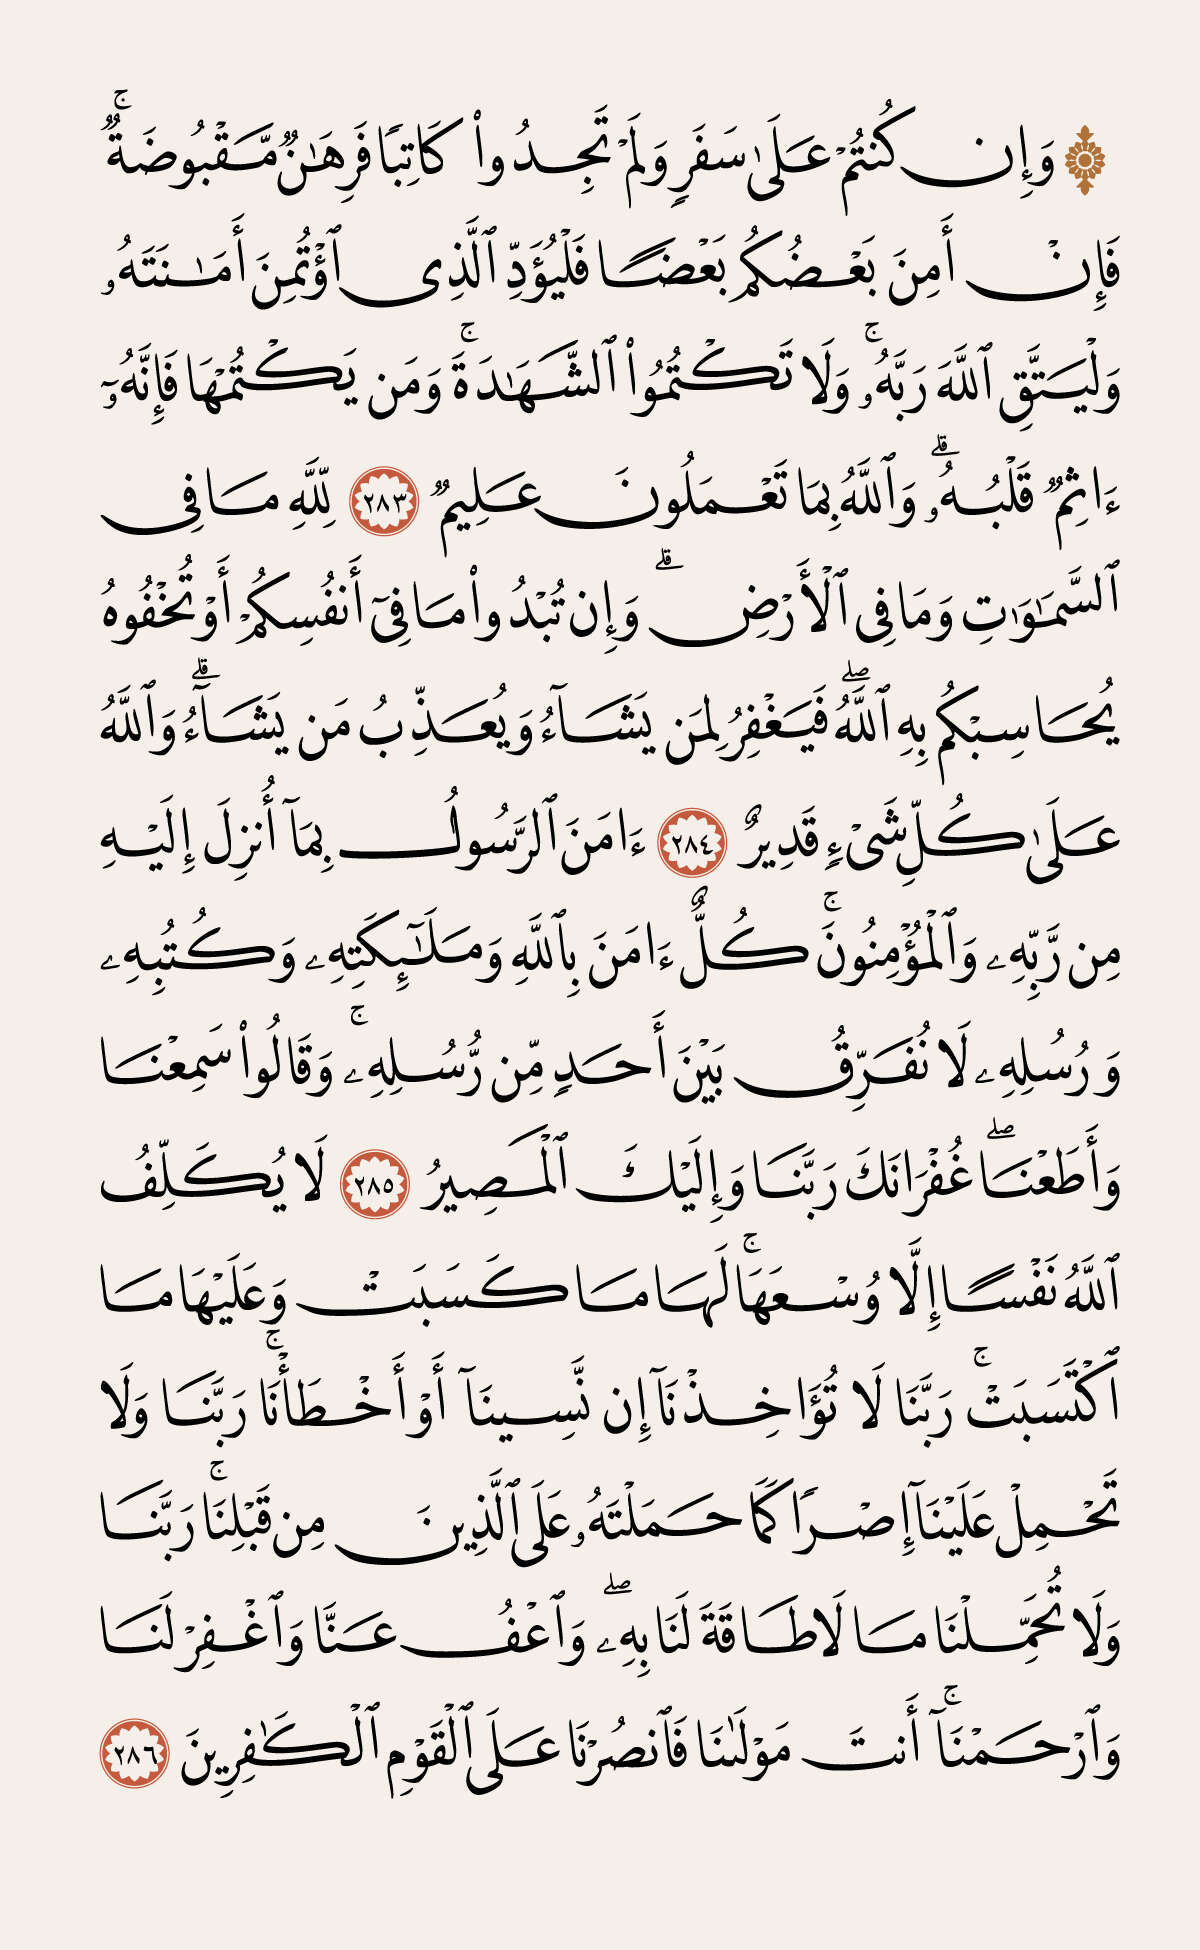 ۞ وَإِن كُنتُمْ عَلَىٰ سَفَرٍ وَلَمْ تَجِدُوا۟ كَاتِبًا فَرِهَـٰنٌ مَّقْبُوضَةٌ ۖ
فَإِنْ أَمِنَ بَعْضُكُم بَعْضًا فَلْيُؤَدِّ ٱلَّذِى ٱؤْتُمِنَ أَمَـٰنَتَهُۥ
وَلْيَتَّقِ ٱللَّهَ رَبَّهُۥ ۚ وَلَا تَكْتُمُوا۟ ٱلشَّهَـٰدَةَ ۚ وَمَن يَكْتُمْهَا فَإِنَّهُۥٓ
ءَاثِمٌ قَلْبُهُۥ ۗ وَٱللَّهُ بِمَا تَعْمَلُونَ عَلِيمٌ ٢٨٣ لِّلَّهِ مَا فِى
ٱلسَّمَـٰوَٰتِ وَمَا فِى ٱلْأَرْضِ ۗ وَإِن تُبْدُوا۟ مَا فِىٓ أَنفُسِكُمْ أَوْ تُخْفُوهُ
يُحَاسِبْكُم بِهِ ٱللَّهُ ۖ فَيَغْفِرُ لِمَن يَشَآءُ وَيُعَذِّبُ مَن يَشَآءُ ۗ وَٱللَّهُ
عَلَىٰ كُلِّ شَىْءٍ قَدِيرٌ ٢٨٤ ءَامَنَ ٱلرَّسُولُ بِمَآ أُنزِلَ إِلَيْهِ
مِن رَّبِّهِۦ وَٱلْمُؤْمِنُونَ ۚ كُلٌّ ءَامَنَ بِٱللَّهِ وَمَلَـٰٓئِكَتِهِۦ وَكُتُبِهِۦ
وَرُسُلِهِۦ لَا نُفَرِّقُ بَيْنَ أَحَدٍ مِّن رُّسُلِهِۦ ۚ وَقَالُوا۟ سَمِعْنَا
وَأَطَعْنَا ۖ غُفْرَانَكَ رَبَّنَا وَإِلَيْكَ ٱلْمَصِيرُ ٢٨٥ لَا يُكَلِّفُ
ٱللَّهُ نَفْسًا إِلَّا وُسْعَهَا ۚ لَهَا مَا كَسَبَتْ وَعَلَيْهَا مَا
ٱكْتَسَبَتْ ۚ رَبَّنَا لَا تُؤَاخِذْنَآ إِن نَّسِينَآ أَوْ أَخْطَأْنَا ۚ رَبَّنَا وَلَا
تَحْمِلْ عَلَيْنَآ إِصْرًا كَمَا حَمَلْتَهُۥ عَلَى ٱلَّذِينَ مِن قَبْلِنَا ۚ رَبَّنَا
وَلَا تُحَمِّلْنَا مَا لَا طَاقَةَ لَنَا بِهِۦ ۖ وَٱعْفُ عَنَّا وَٱغْفِرْ لَنَا
وَٱرْحَمْنَآ ۚ أَنتَ مَوْلَىٰنَا فَٱنصُرْنَا عَلَى ٱلْقَوْمِ ٱلْكَـٰفِرِينَ ٢٨٦